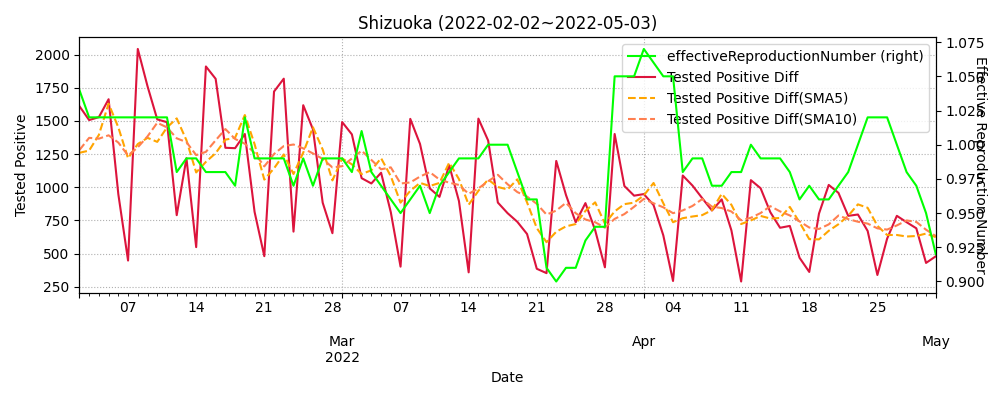 Shizuoka (2022-02-02~2022-05-03)
effectiveReproductionNumber (right)
Tested Positive Diff
Tested Positive Diff(SMA5)
Tested Positive Diff(SMA10)
Tested Positive
2000
1750
1500
1250
1000
750
500
250
1.075
1.050
1.025
1.000
0.975
0.950
0.925
0.900
Effective Reproduction Number
07 14 21 28 07 14 21 28 04 11 18 25
Mar Apr May
2022
Date